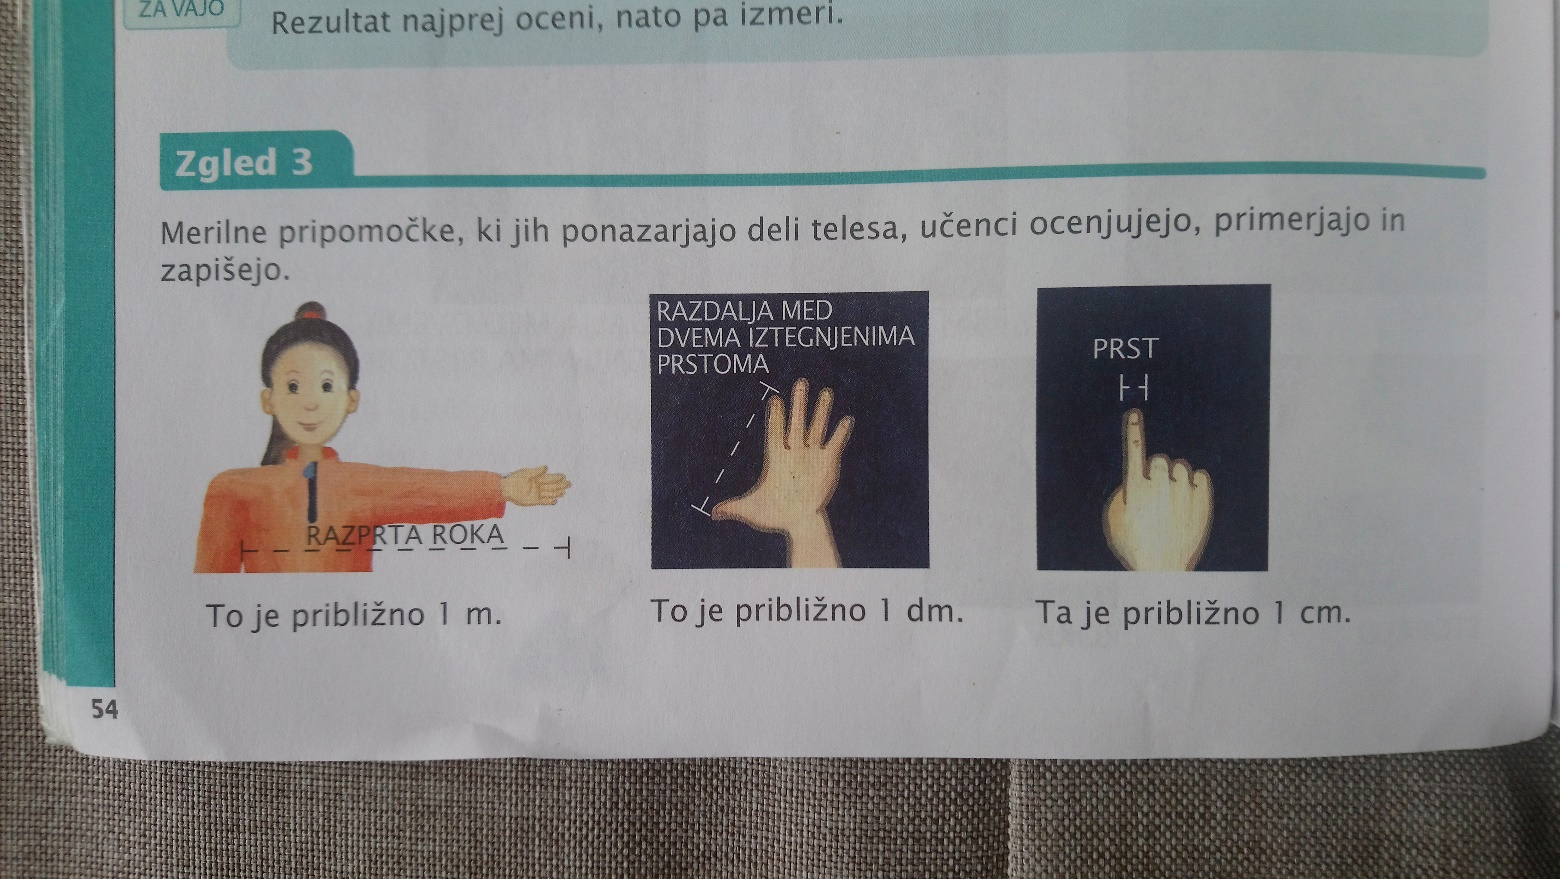 ZA VAJO
Rezultat najprej oceni, nato pa izmeri.
Zgled 3
Merilne pripomočke, ki jih ponazarjajo deli telesa, učenci ocenjujejo, primerjajo in
zapišejo.
RAZPRTA ROKA
To je približno 1 m.
RAZDALJA MED
DVEMA IZTEGNJENIMA
PRSTOMA
To je približno 1 dm.
PRST
Ta je približno 1 cm.
54